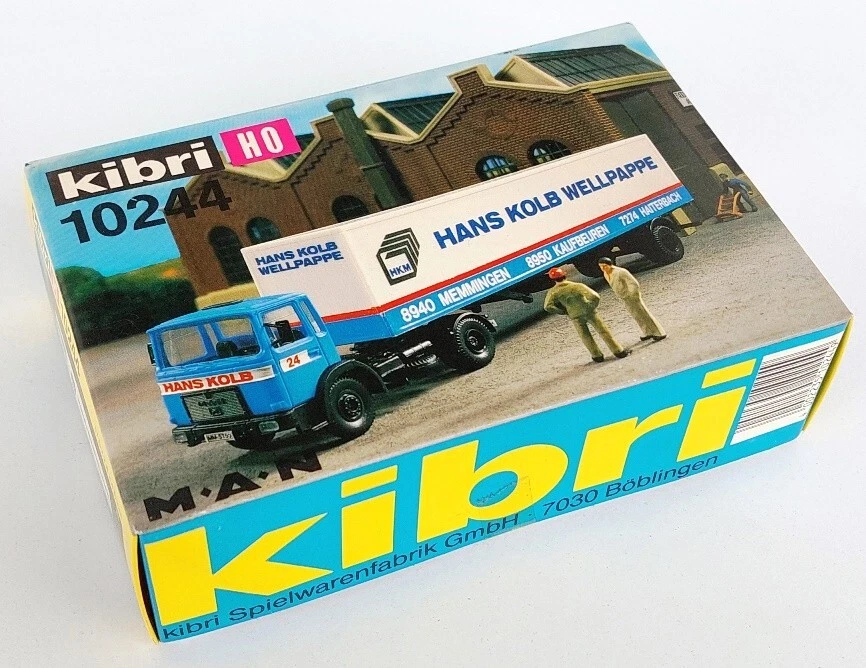 kibri HO
10244
HANS KOLB
WELLPAPPE
HKM
HANS KOLB WELLPAPPE
8940 MEMMINGEN 8950 KAUFBEUREN 7274 HAITERBACH
24
HANS KOLB
M·A·N
kibri
kibri Spielwarenfabrik GmbH · 7030 Böblingen